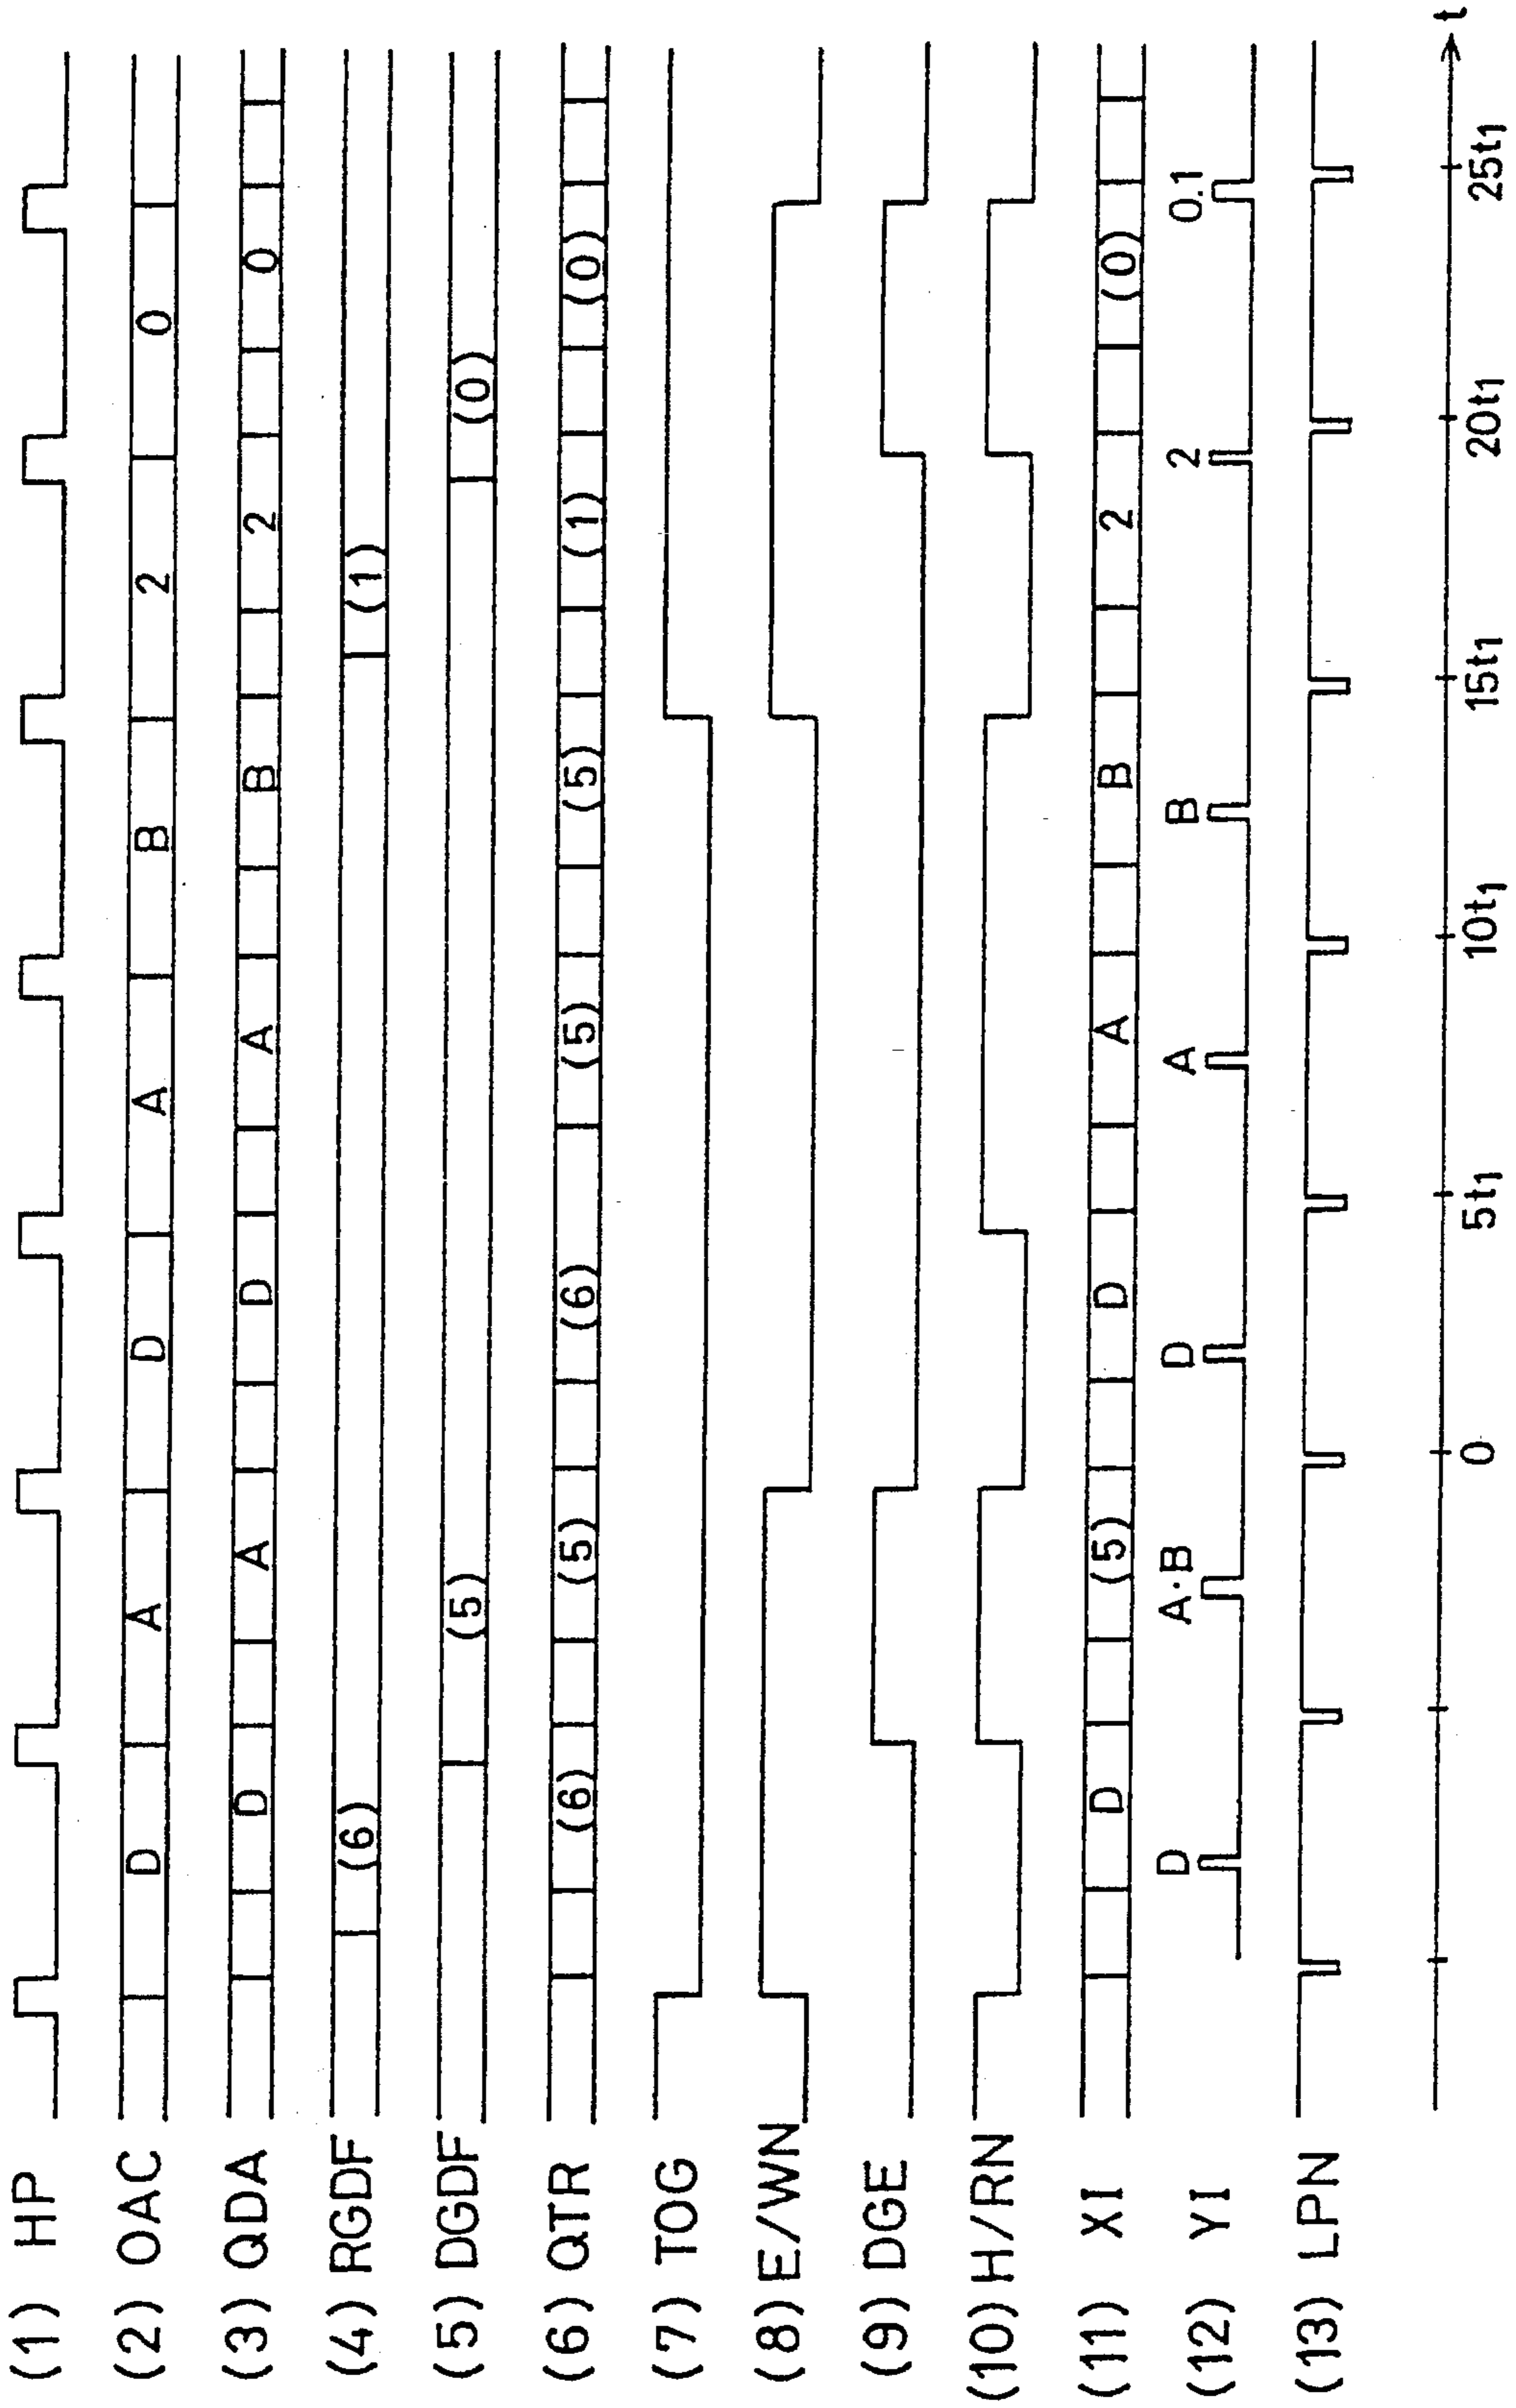 (1) HP
(2) OAC D A D A B 2 0
(3) QDA D A D A B 2 0
(4) RGDF (6) (1)
(5) DGDF (5) (0)
(6) QTR (6) (5) (6) (5) (5) (1) (0)
(7) TOG
(8) E/WN
(9) DGE
(10) H/RN
(11) XI D (5) D A B 2 (0)
(12) YI D A·B D A B 2 0.1
(13) LPN
0 5t1 10t1 15t1 20t1 25t1 t